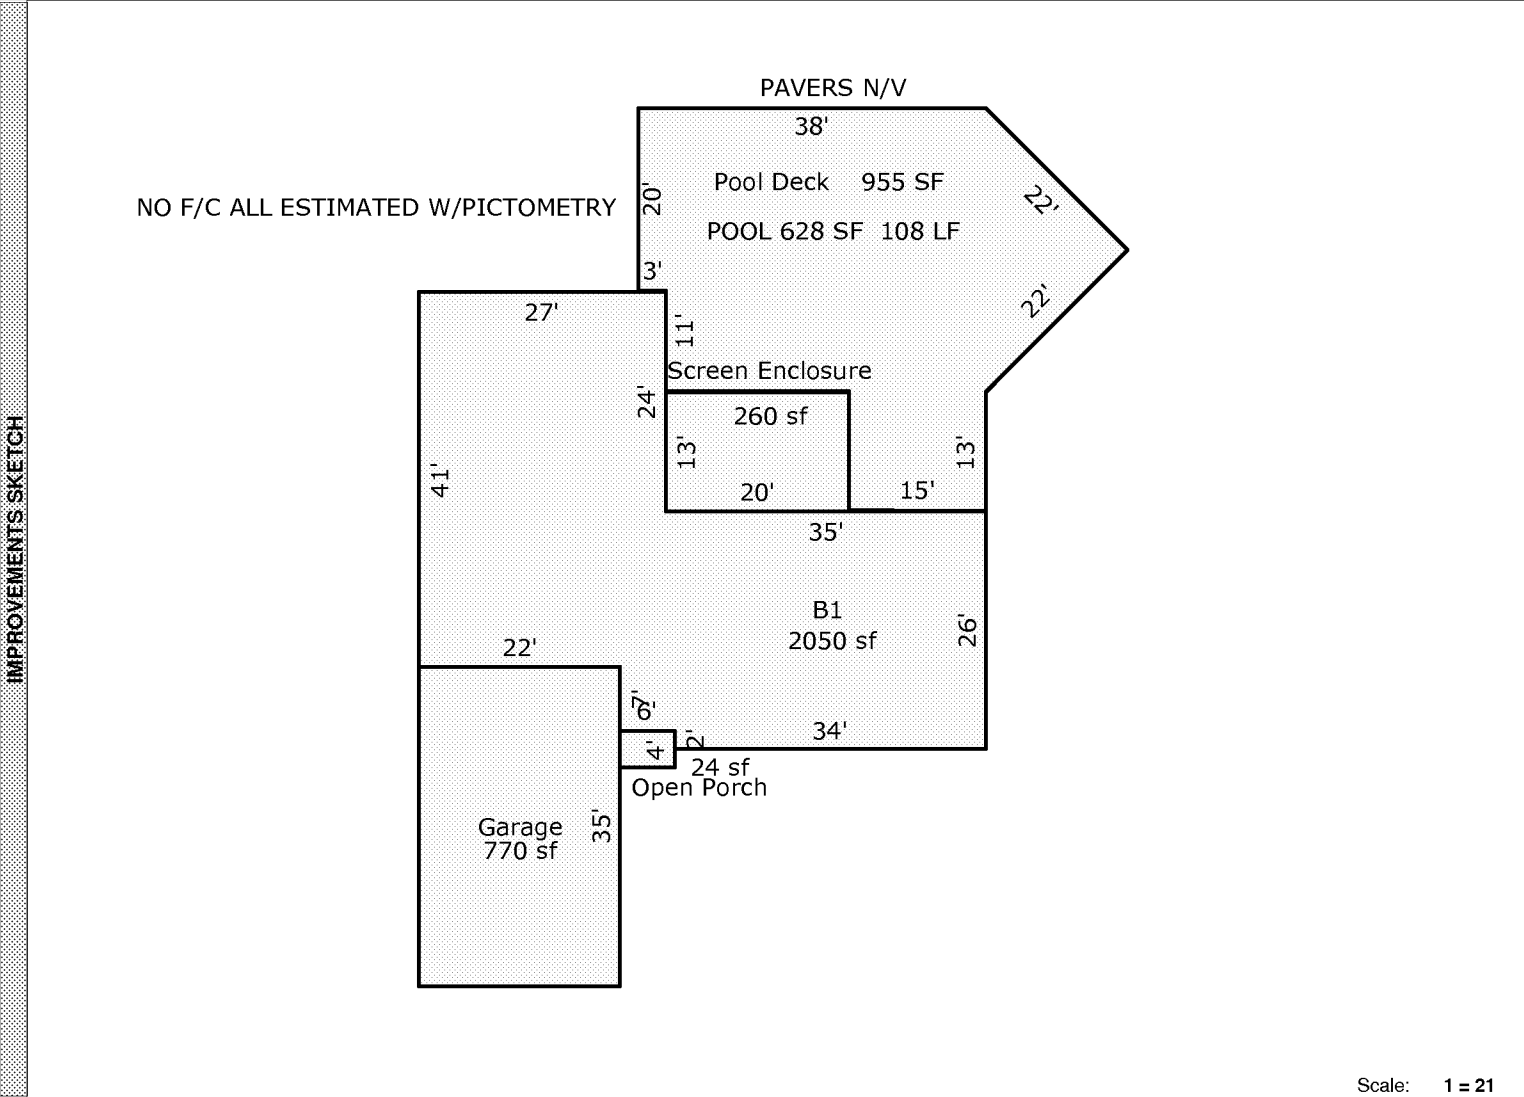 IMPROVEMENTS SKETCH
PAVERS N/V
38'
Pool Deck 955 SF
20'
22'
NO F/C ALL ESTIMATED W/PICTOMETRY
POOL 628 SF 108 LF
3'
22'
27'
11'
Screen Enclosure
24'
260 sf
13'
13'
41'
20'
15'
35'
B1
26'
2050 sf
22'
7'
6'
34'
2'
4'
24 sf
Open Porch
35'
Garage
770 sf
Scale: 1 = 21